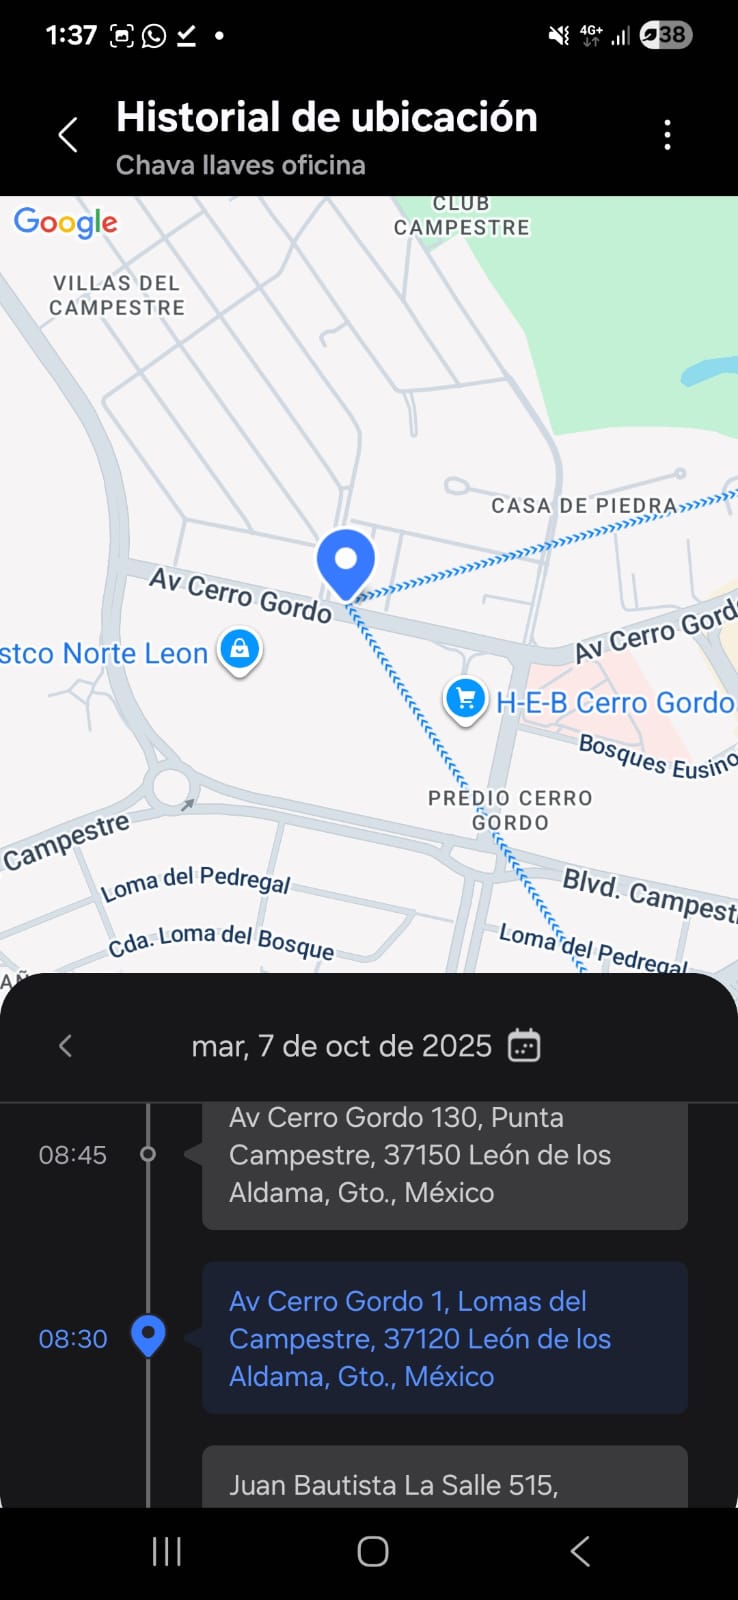 1:37
4G+
38
Historial de ubicación
Chava llaves oficina
Google
CLUB
CAMPESTRE
VILLAS DEL
CAMPESTRE
CASA DE PIEDRA
Av Cerro Gordo
stco Norte Leon
Av Cerro Gordo
H-E-B Cerro Gordo
Bosques Eusino
PREDIO CERRO
GORDO
Campestre
Loma del Pedregal
Blvd. Campest
Cda. Loma del Bosque
Loma del Pedregal
AÑ
mar, 7 de oct de 2025
Av Cerro Gordo 130, Punta
08:45 Campestre, 37150 León de los
Aldama, Gto., México
Av Cerro Gordo 1, Lomas del
08:30 Campestre, 37120 León de los
Aldama, Gto., México
Juan Bautista La Salle 515,